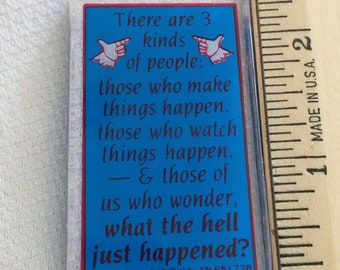 There are 3
kinds
of people:
those who make
things happen.
those who watch
things happen.
— & those of
us who wonder,
what the hell
just happened?
1
2
MADE IN U.S.A.